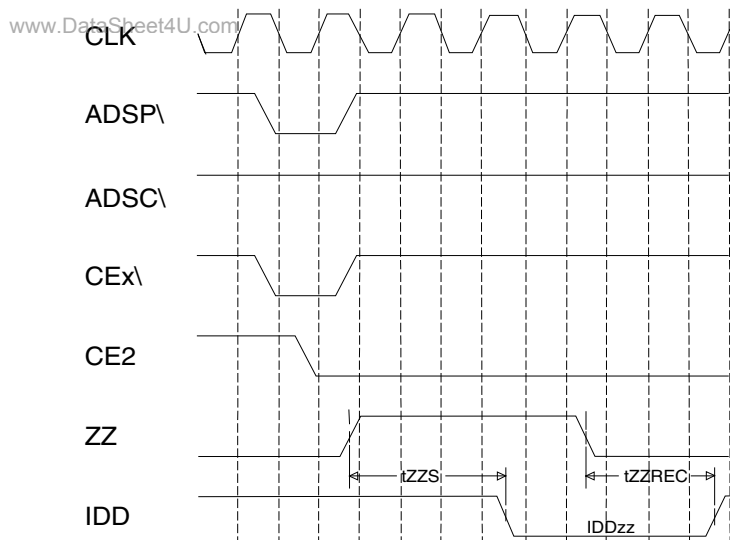 www.DataSheet4U.com
CLK
ADSP\
ADSC\
CEx\
CE2
ZZ
tZZS
tZZREC
IDD
IDDzz